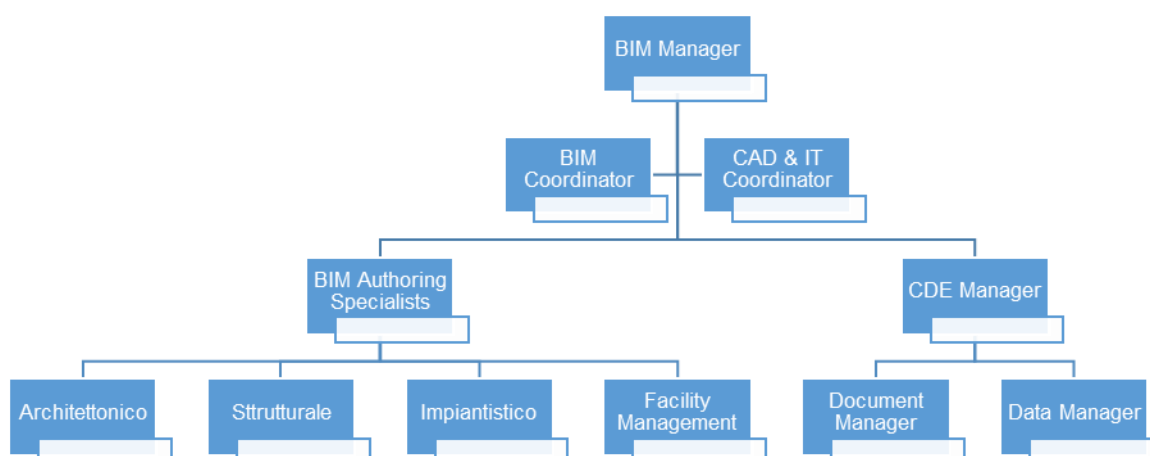 BIM Manager
BIM
Coordinator
CAD & IT
Coordinator
BIM Authoring
Specialists
CDE Manager
Architettonico
Sttrutturale
Impiantistico
Facility
Management
Document
Manager
Data Manager